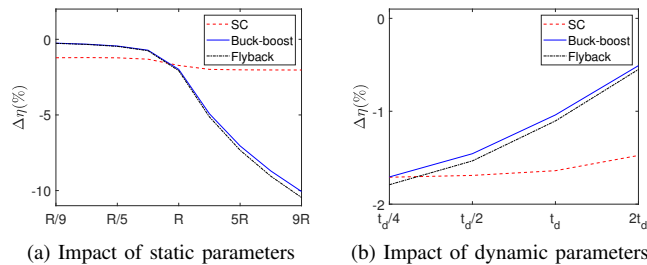 0
-5
-10
Δη(%)
R/9
R/5
R
5R
9R
SC
Buck-boost
Flyback
(a) Impact of static parameters
0
-1
-2
Δη(%)
t_d/4
t_d/2
t_d
2t_d
SC
Buck-boost
Flyback
(b) Impact of dynamic parameters